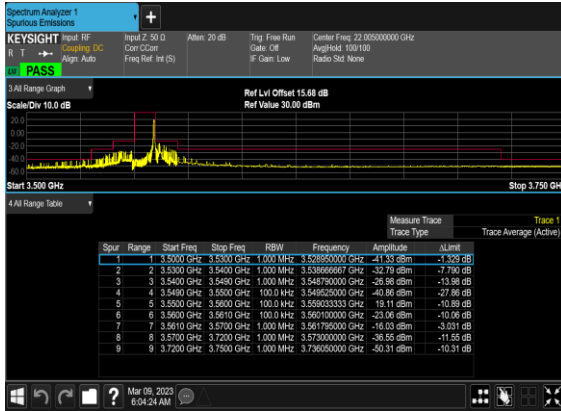 Spectrum Analyzer 1
Spurious Emissions
+
KEYSIGHT Input: RF Input Z: 50 Ω Atten: 20 dB Trig: Free Run Center Freq: 22.005000000 GHz
R T Coupling: DC Corr CCorr Gate: Off Avg|Hold: 100/100
Align: Auto Freq Ref: Int (S) IF Gain: Low Radio Std: None
PASS
3 All Range Graph
Ref Lvl Offset 15.68 dB
Scale/Div 10.0 dB Ref Value 30.00 dBm
20.0
0.00
-20.0
-40.0
-60.0
Start 3.500 GHz Stop 3.750 GH
4 All Range Table
Measure Trace Trace 1
Trace Type Trace Average (Active)
Spur Range Start Freq Stop Freq RBW Frequency Amplitude ΔLimit
1 1 3.5000 GHz 3.5300 GHz 1.000 MHz 3.528950000 GHz -41.33 dBm -1.329 dB
2 2 3.5300 GHz 3.5400 GHz 1.000 MHz 3.538666667 GHz -32.79 dBm -7.790 dB
3 3 3.5400 GHz 3.5490 GHz 1.000 MHz 3.548790000 GHz -26.98 dBm -13.98 dB
4 4 3.5490 GHz 3.5500 GHz 100.0 kHz 3.549525000 GHz -40.86 dBm -27.86 dB
5 5 3.5500 GHz 3.5600 GHz 100.0 kHz 3.559033333 GHz 19.11 dBm -10.89 dB
6 6 3.5600 GHz 3.5610 GHz 100.0 kHz 3.560100000 GHz -23.06 dBm -10.06 dB
7 7 3.5610 GHz 3.5700 GHz 1.000 MHz 3.561795000 GHz -16.03 dBm -3.031 dB
8 8 3.5700 GHz 3.7200 GHz 1.000 MHz 3.573000000 GHz -36.55 dBm -11.55 dB
9 9 3.7200 GHz 3.7500 GHz 1.000 MHz 3.736050000 GHz -50.31 dBm -10.31 dB
? Mar 09, 2023
6:04:24 AM